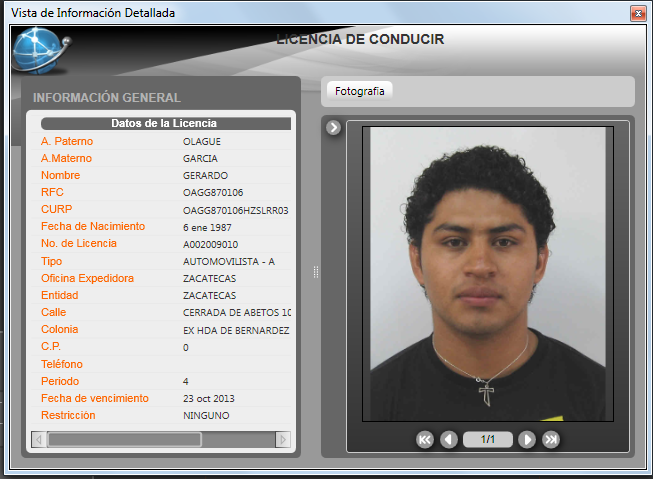 Vista de Información Detallada
LICENCIA DE CONDUCIR
INFORMACIÓN GENERAL
Datos de la Licencia
A. Paterno OLAGUE
A.Materno GARCIA
Nombre GERARDO
RFC OAGG870106
CURP OAGG870106HZSLRR03
Fecha de Nacimiento 6 ene 1987
No. de Licencia A002009010
Tipo AUTOMOVILISTA - A
Oficina Expedidora ZACATECAS
Entidad ZACATECAS
Calle CERRADA DE ABETOS 10
Colonia EX HDA DE BERNARDEZ
C.P. 0
Teléfono
Periodo 4
Fecha de vencimiento 23 oct 2013
Restricción NINGUNO
Fotografía
1/1